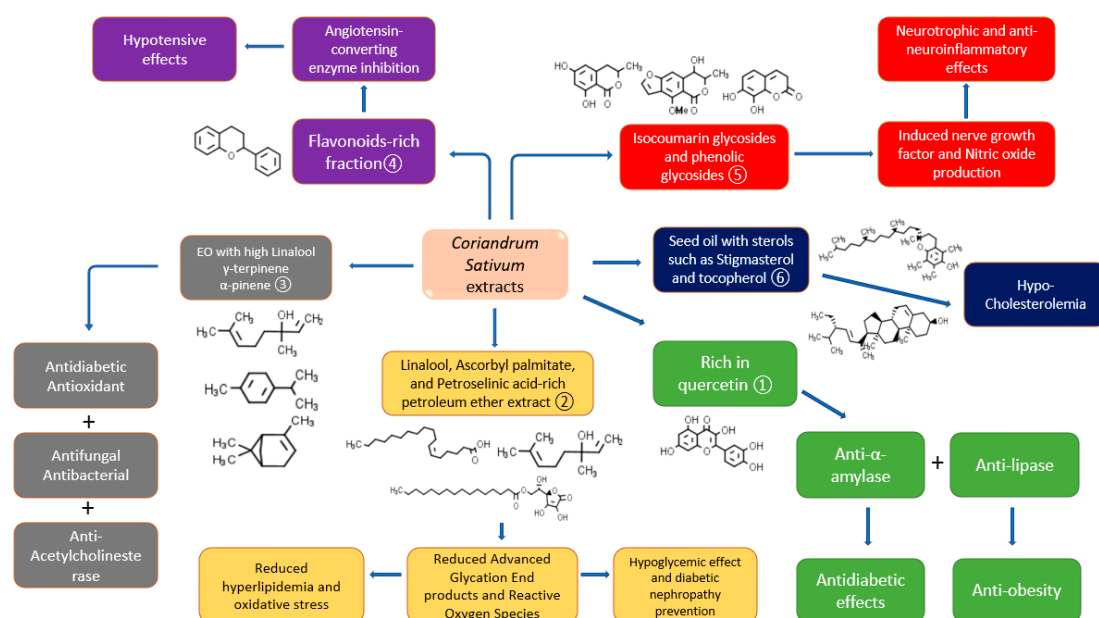 Hypotensive
effects
Angiotensin-
converting
enzyme inhibition
Flavonoids-rich
fraction④
Neurotrophic and anti-
neuroinflammatory
effects
Isocoumarin glycosides
and phenolic
glycosides ⑤
Induced nerve growth
factor and Nitric oxide
production
EO with high Linalool
γ-terpinene
α-pinene ③
Coriandrum
Sativum
extracts
Seed oil with sterols
such as Stigmasterol
and tocopherol ⑥
Hypo-
Cholesterolemia
Antidiabetic
Antioxidant
+
Antifungal
Antibacterial
+
Anti-
Acetylcholineste
rase
Linalool, Ascorbyl palmitate,
and Petroselinic acid-rich
petroleum ether extract ②
Rich in
quercetin ①
Anti-α-
amylase
+
Anti-lipase
Reduced
hyperlipidemia and
oxidative stress
Reduced Advanced
Glycation End
products and Reactive
Oxygen Species
Hypoglycemic effect
and diabetic
nephropathy
prevention
Antidiabetic
effects
Anti-obesity